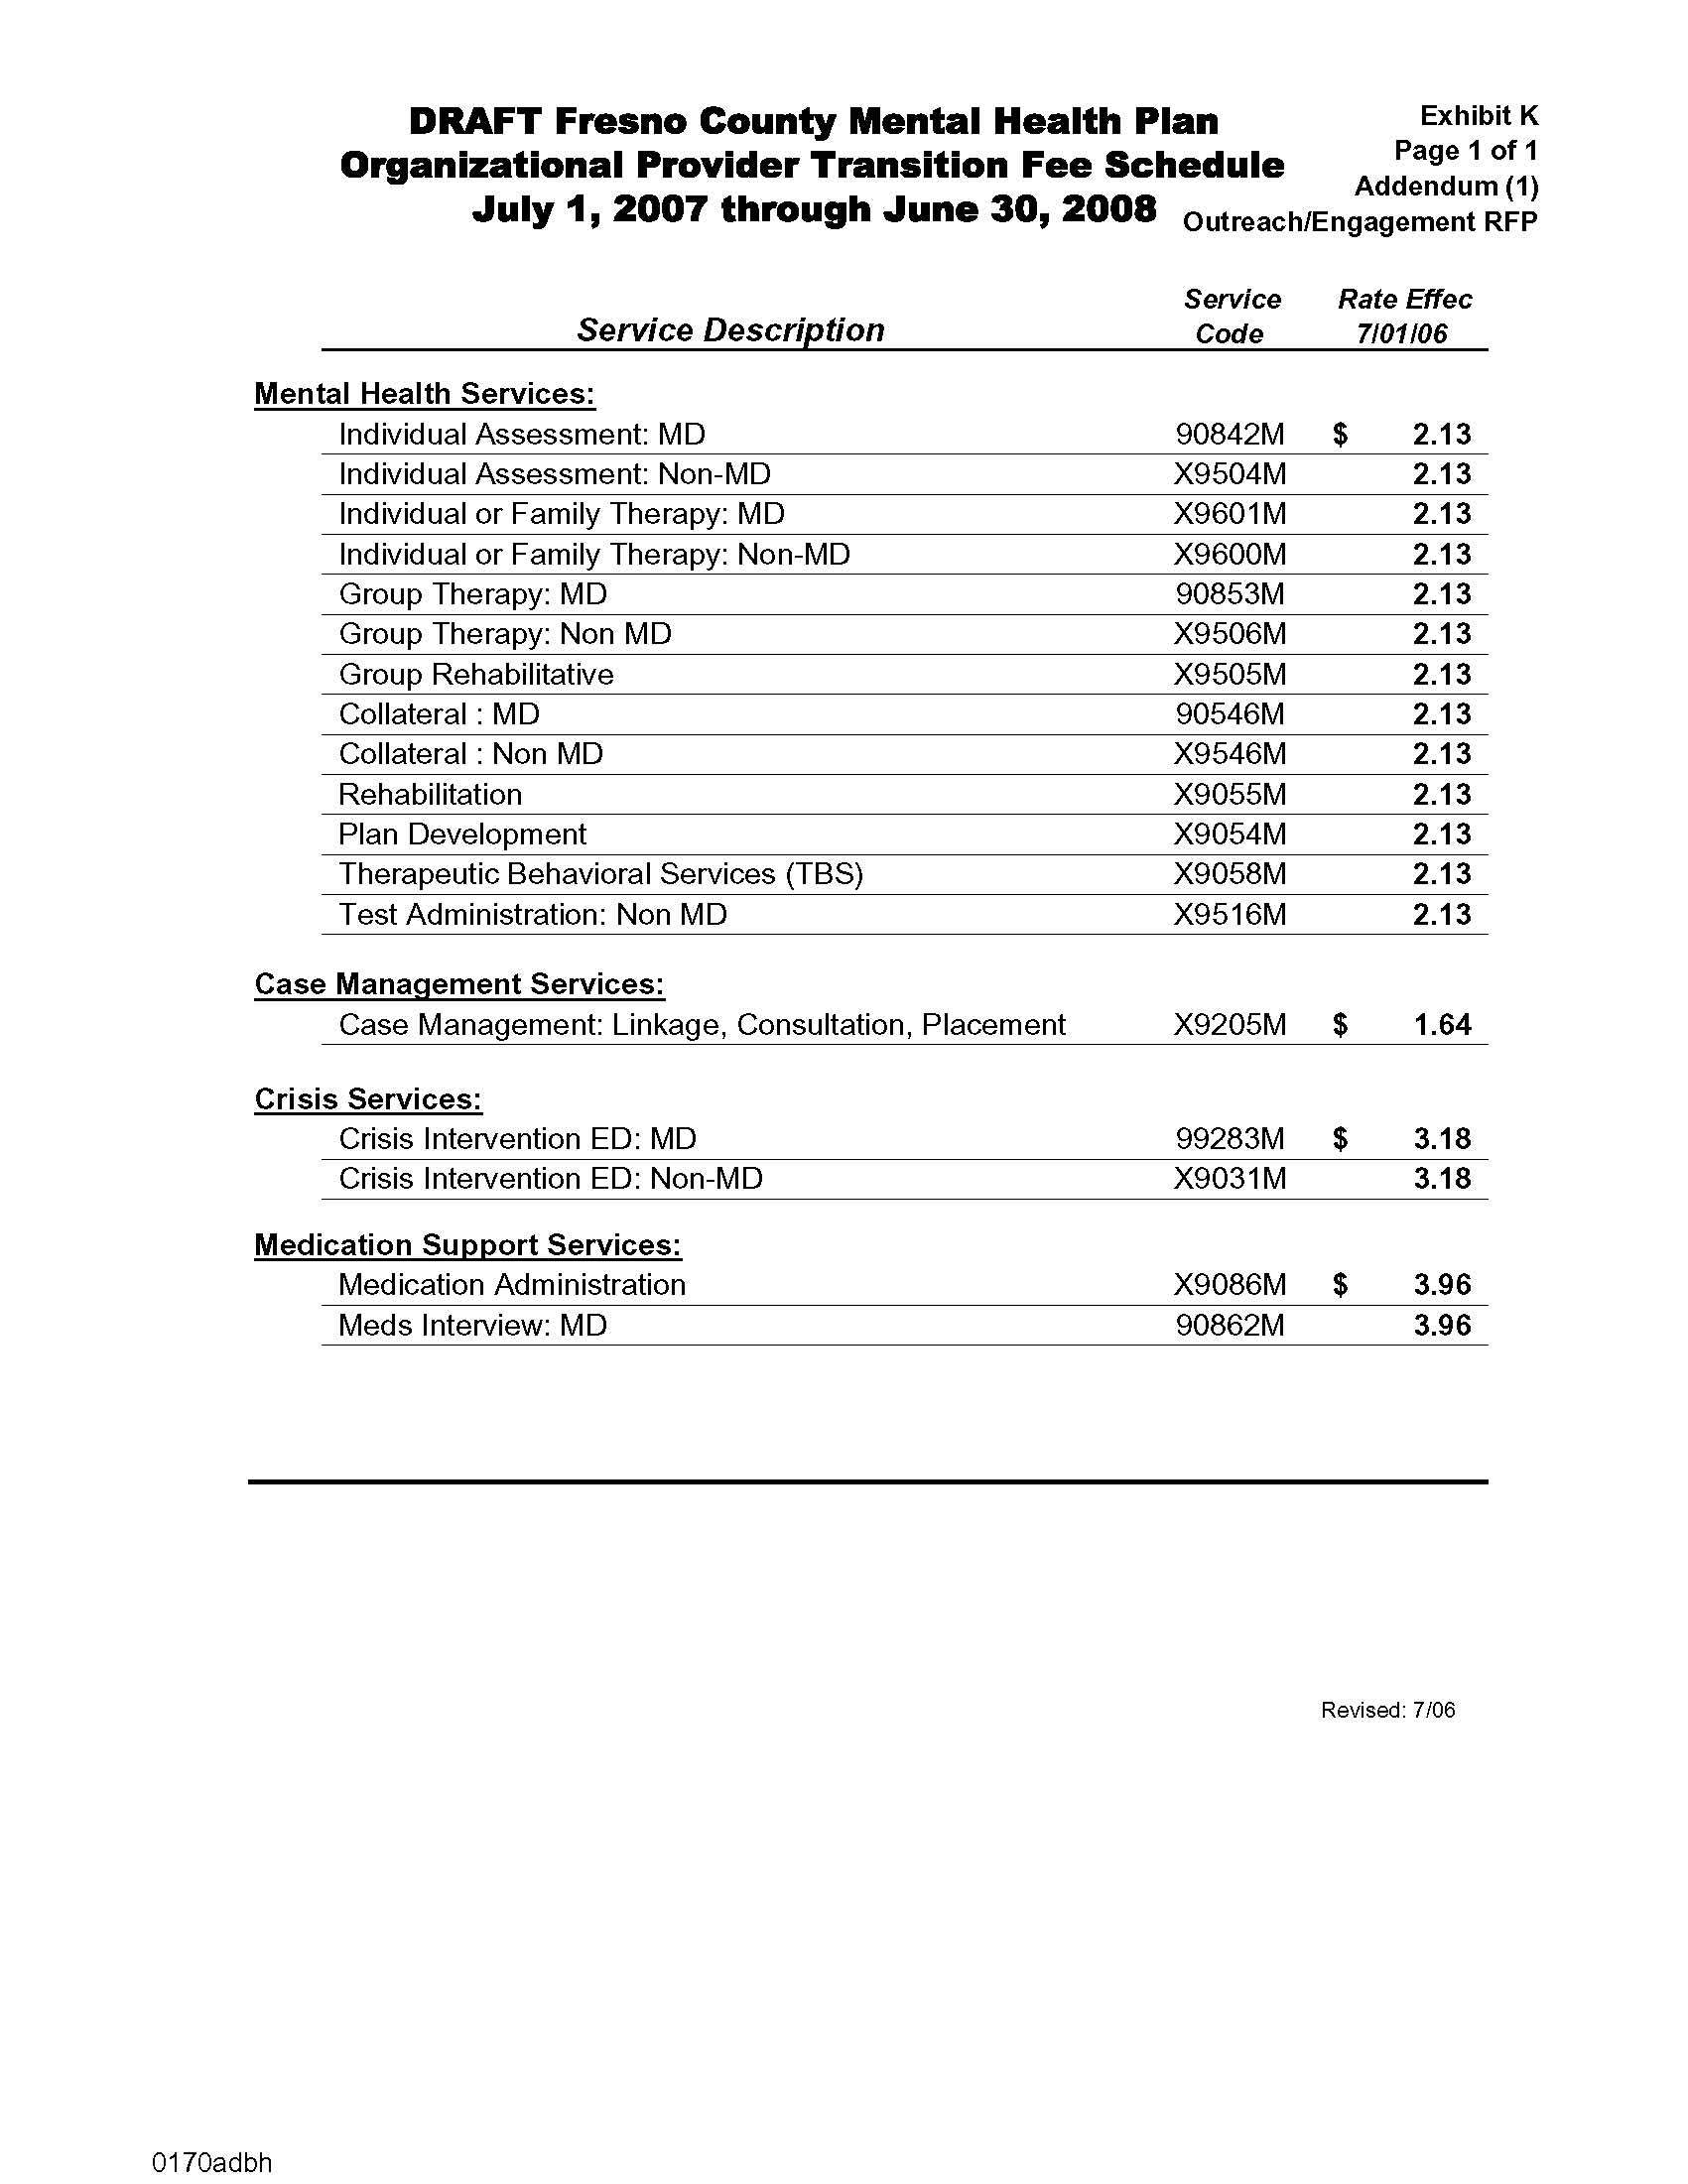 DRAFT Fresno County Mental Health Plan
Organizational Provider Transition Fee Schedule
July 1, 2007 through June 30, 2008
Exhibit K
Page 1 of 1
Addendum (1)
Outreach/Engagement RFP
Service Description Service Code Rate Effec 7/01/06
Mental Health Services:
Individual Assessment: MD 90842M $ 2.13
Individual Assessment: Non-MD X9504M 2.13
Individual or Family Therapy: MD X9601M 2.13
Individual or Family Therapy: Non-MD X9600M 2.13
Group Therapy: MD 90853M 2.13
Group Therapy: Non MD X9506M 2.13
Group Rehabilitative X9505M 2.13
Collateral : MD 90546M 2.13
Collateral : Non MD X9546M 2.13
Rehabilitation X9055M 2.13
Plan Development X9054M 2.13
Therapeutic Behavioral Services (TBS) X9058M 2.13
Test Administration: Non MD X9516M 2.13
Case Management Services:
Case Management: Linkage, Consultation, Placement X9205M $ 1.64
Crisis Services:
Crisis Intervention ED: MD 99283M $ 3.18
Crisis Intervention ED: Non-MD X9031M 3.18
Medication Support Services:
Medication Administration X9086M $ 3.96
Meds Interview: MD 90862M 3.96
Revised: 7/06
0170adbh